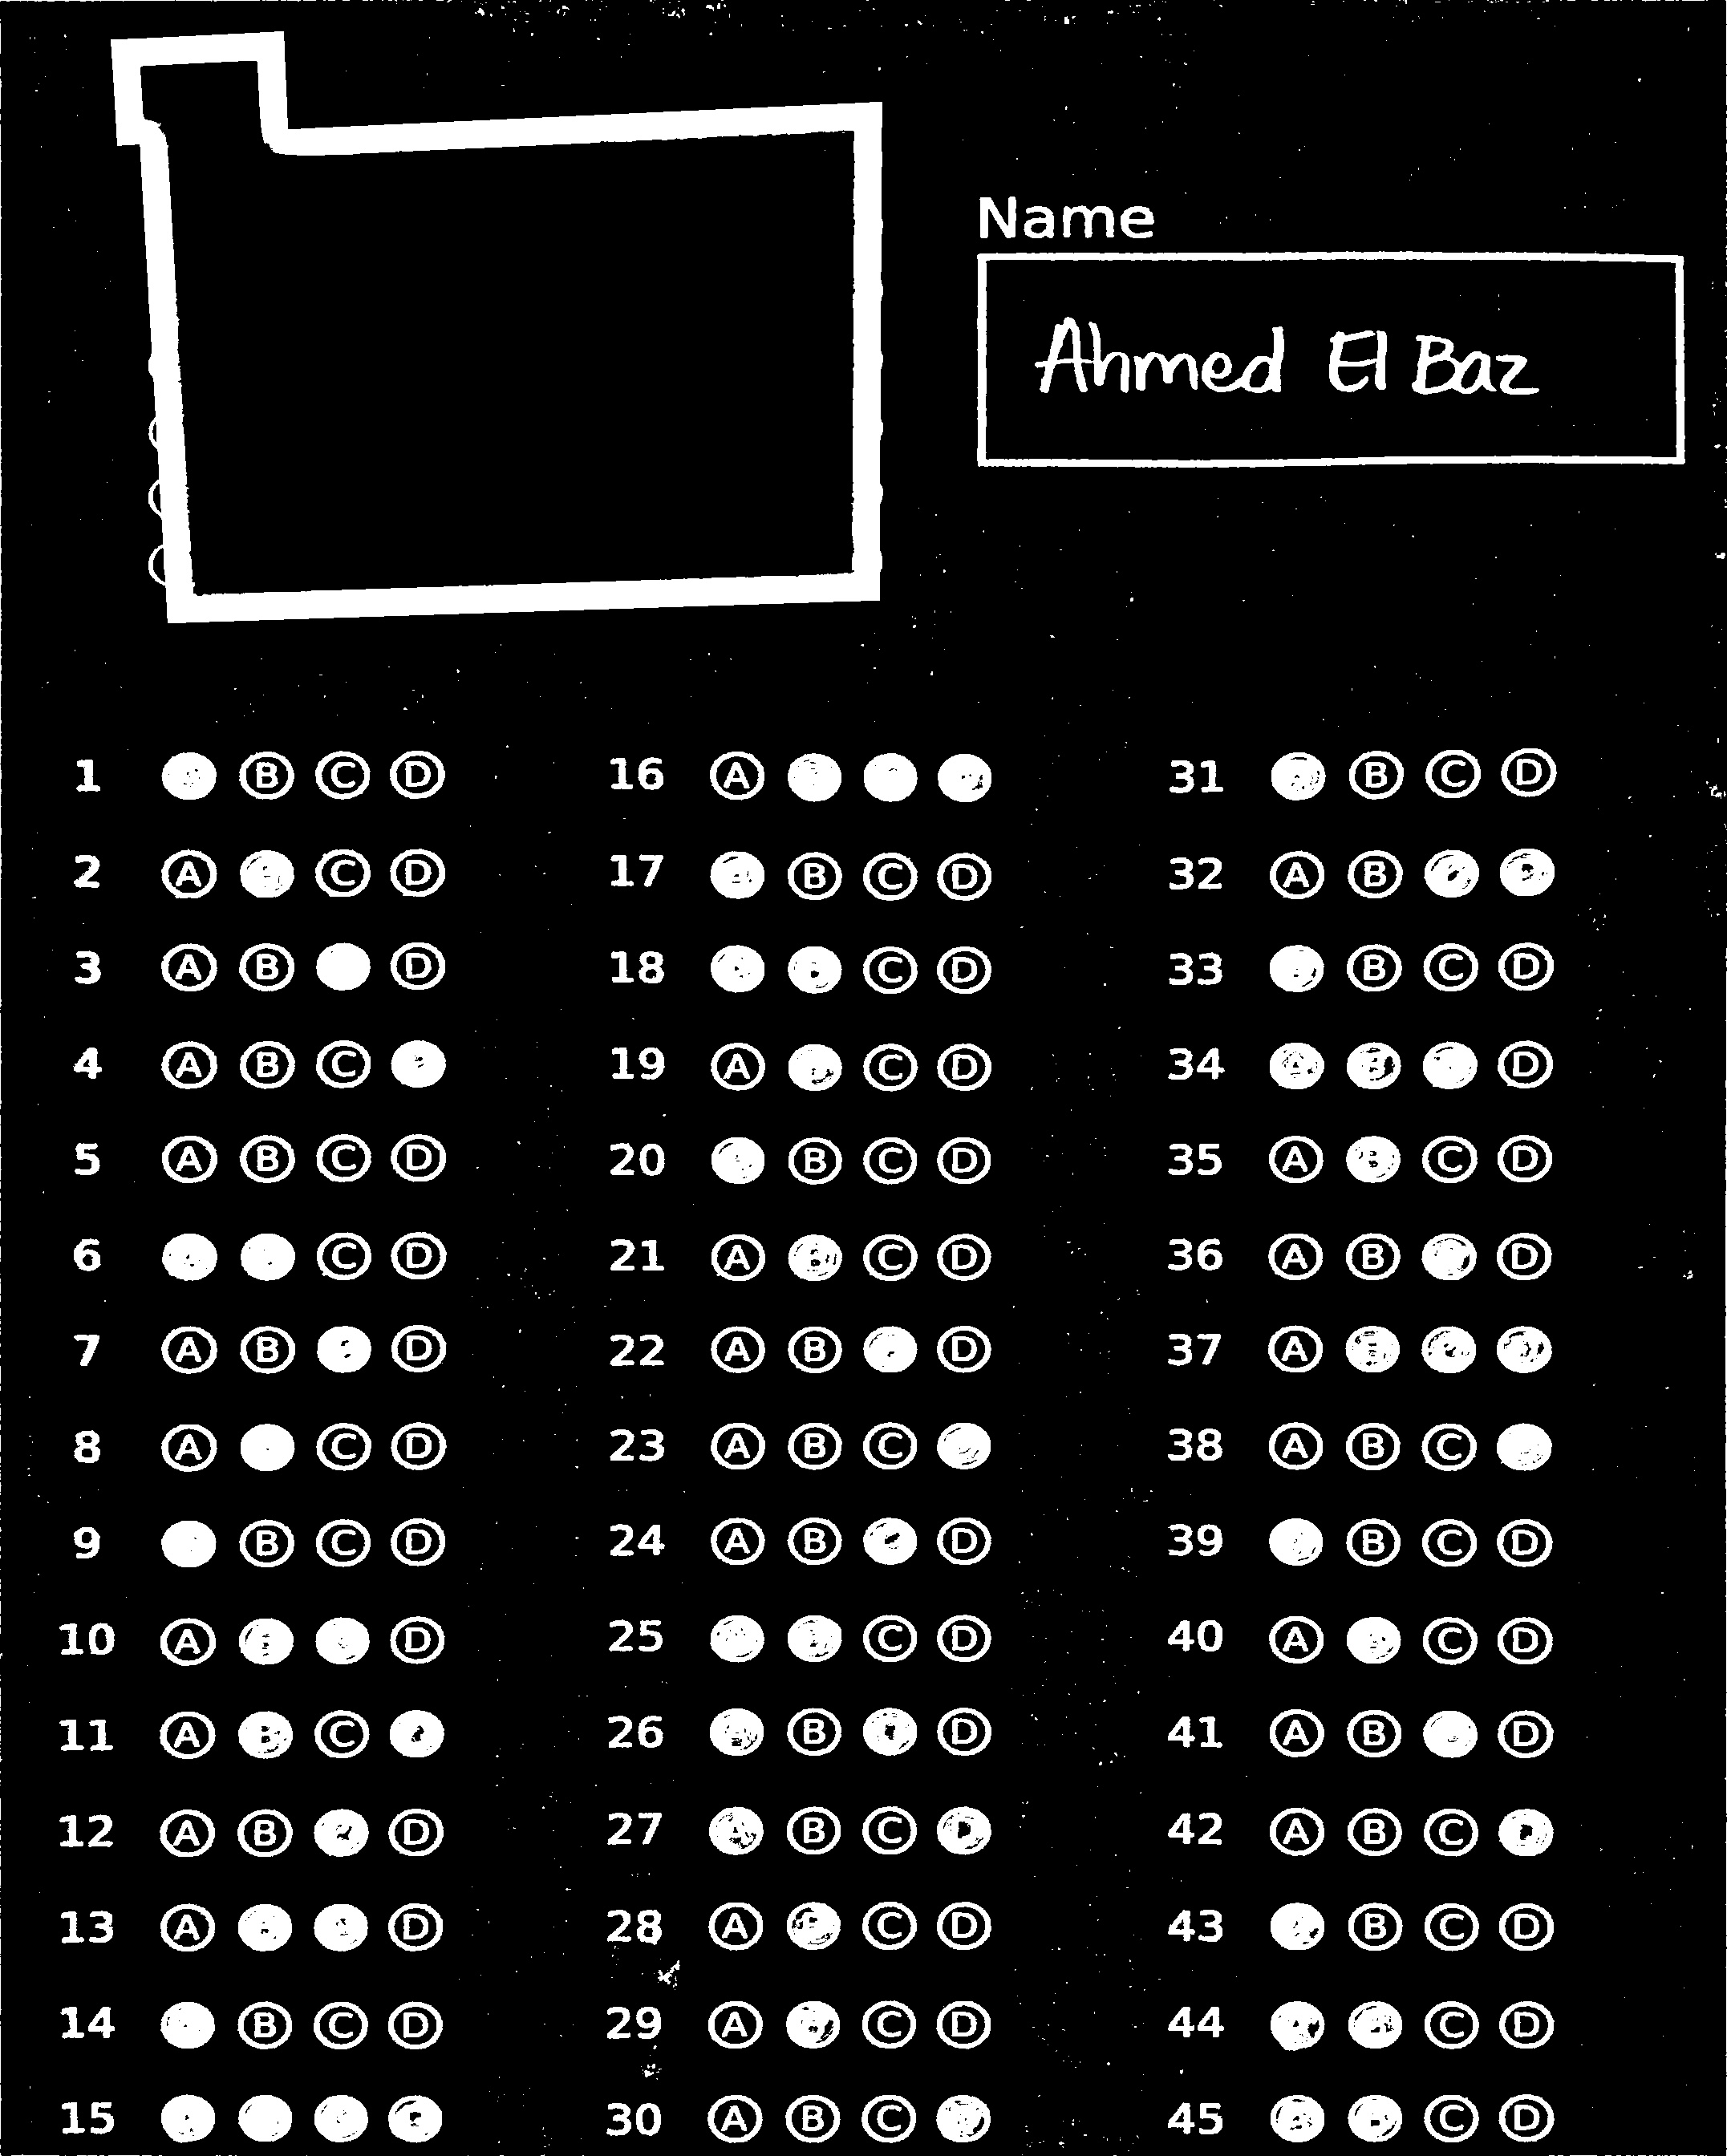 Name
Ahmed El Baz
1 B C D
2 A C D
3 A B D
4 A B C
5 A B C D
6 C D
7 A B D
8 A C D
9 B C D
10 A D
11 A B C
12 A B D
13 A D
14 B C D
15
16 A
17 B C D
18 C D
19 A C D
20 B C D
21 A B C D
22 A B D
23 A B C
24 A B D
25 C D
26 B D
27 B C
28 A C D
29 A C D
30 A B C
31 B C D
32 A B
33 B C D
34 B D
35 A B C D
36 A B D
37 A
38 A B C
39 B C D
40 A C D
41 A B D
42 A B C
43 B C D
44 C D
45 C D